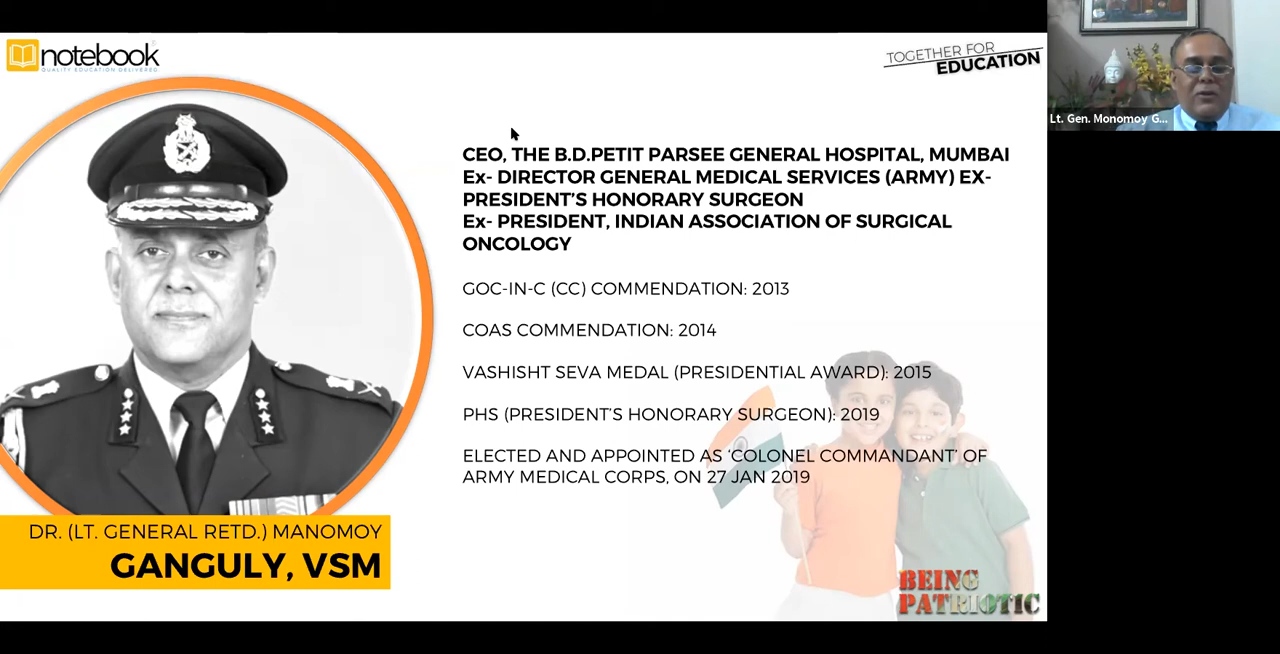 notebook
QUALITY EDUCATION DELIVERED
TOGETHER FOR
EDUCATION
Lt. Gen. Monomoy G...
CEO, THE B.D.PETIT PARSEE GENERAL HOSPITAL, MUMBAI
Ex- DIRECTOR GENERAL MEDICAL SERVICES (ARMY) EX-
PRESIDENT'S HONORARY SURGEON
Ex- PRESIDENT, INDIAN ASSOCIATION OF SURGICAL
ONCOLOGY
GOC-IN-C (CC) COMMENDATION: 2013
COAS COMMENDATION: 2014
VASHISHT SEVA MEDAL (PRESIDENTIAL AWARD): 2015
PHS (PRESIDENT'S HONORARY SURGEON): 2019
ELECTED AND APPOINTED AS ‘COLONEL COMMANDANT’ OF
ARMY MEDICAL CORPS, ON 27 JAN 2019
DR. (LT. GENERAL RETD.) MANOMOY
GANGULY, VSM
BEING
PATRIOTIC